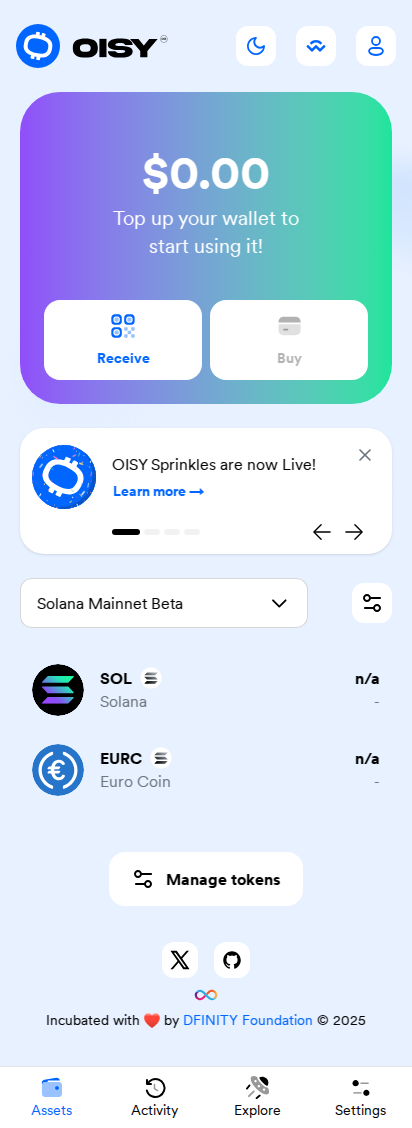 OISY
$0.00
Top up your wallet to
start using it!
Receive
Buy
OISY Sprinkles are now Live!
Learn more →
Solana Mainnet Beta
SOL
n/a
Solana
-
EURC
n/a
Euro Coin
-
Manage tokens
Incubated with ❤️ by DFINITY Foundation © 2025
Assets
Activity
Explore
Settings